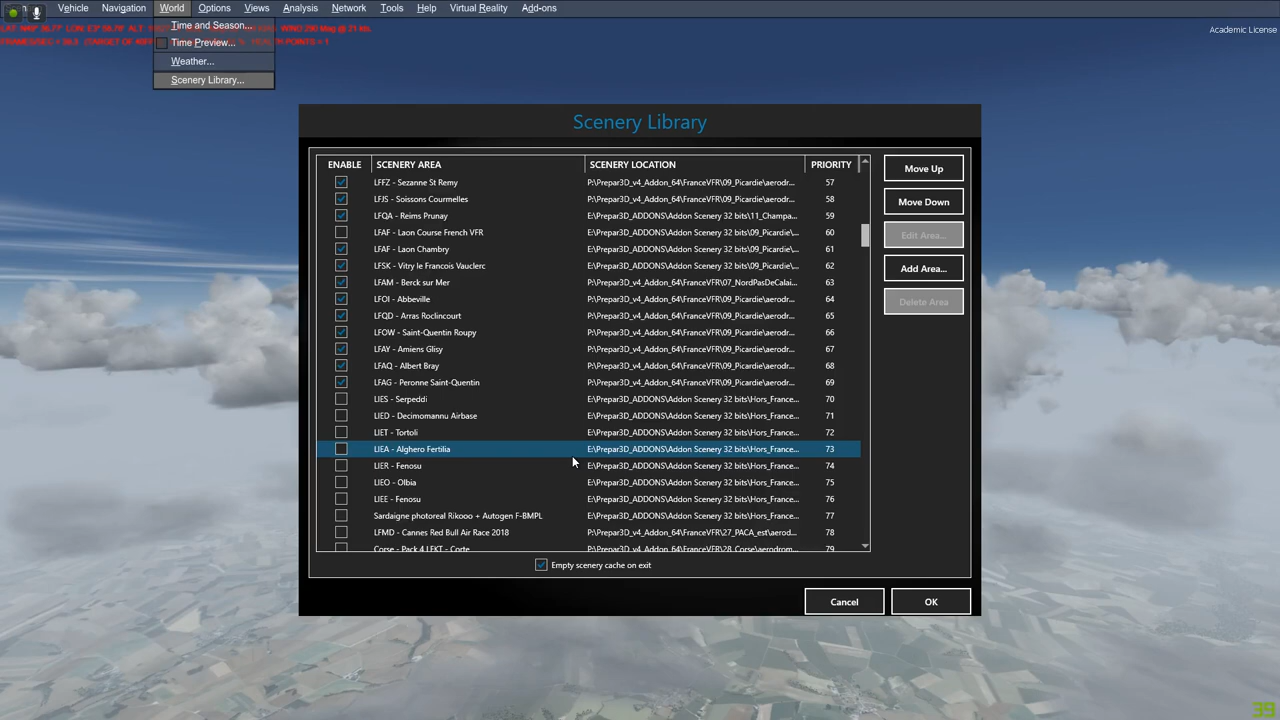 Vehicle Navigation World Options Views Analysis Network Tools Help Virtual Reality Add-ons
Time and Season...
Time Preview...
Weather...
Scenery Library...
Academic License
Scenery Library
ENABLE SCENERY AREA SCENERY LOCATION PRIORITY
LFFZ - Sezanne St Remy P:\Prepar3D_v4_Addon_64\FranceVFR\09_Picardie\aerodr... 57
LFJS - Soissons Courmelles P:\Prepar3D_v4_Addon_64\FranceVFR\09_Picardie\aerodr... 58
LFQA - Reims Prunay E:\Prepar3D_ADDONS\Addon Scenery 32 bits\11_Champa... 59
LFAF - Laon Course French VFR E:\Prepar3D_ADDONS\Addon Scenery 32 bits\09_Picardie\... 60
LFAF - Laon Chambry E:\Prepar3D_ADDONS\Addon Scenery 32 bits\09_Picardie\... 61
LFSK - Vitry le Francois Vauclerc E:\Prepar3D_ADDONS\Addon Scenery 32 bits\09_Picardie\... 62
LFAM - Berck sur Mer P:\Prepar3D_v4_Addon_64\FranceVFR\07_NordPasDeCalai... 63
LFOI - Abbeville P:\Prepar3D_v4_Addon_64\FranceVFR\09_Picardie\aerodr... 64
LFQD - Arras Roclincourt P:\Prepar3D_v4_Addon_64\FranceVFR\09_Picardie\aerodr... 65
LFOW - Saint-Quentin Roupy P:\Prepar3D_v4_Addon_64\FranceVFR\09_Picardie\aerodr... 66
LFAY - Amiens Glisy P:\Prepar3D_v4_Addon_64\FranceVFR\09_Picardie\aerodr... 67
LFAQ - Albert Bray P:\Prepar3D_v4_Addon_64\FranceVFR\09_Picardie\aerodr... 68
LFAG - Peronne Saint-Quentin P:\Prepar3D_v4_Addon_64\FranceVFR\09_Picardie\aerodr... 69
LIES - Serpeddi E:\Prepar3D_ADDONS\Addon Scenery 32 bits\Hors_France... 70
LIED - Decimomannu Airbase E:\Prepar3D_ADDONS\Addon Scenery 32 bits\Hors_France... 71
LIET - Tortoli E:\Prepar3D_ADDONS\Addon Scenery 32 bits\Hors_France... 72
LIEA - Alghero Fertilia E:\Prepar3D_ADDONS\Addon Scenery 32 bits\Hors_France... 73
LIER - Fenosu E:\Prepar3D_ADDONS\Addon Scenery 32 bits\Hors_France... 74
LIEO - Olbia E:\Prepar3D_ADDONS\Addon Scenery 32 bits\Hors_France... 75
LIEE - Fenosu E:\Prepar3D_ADDONS\Addon Scenery 32 bits\Hors_France... 76
Sardaigne photoreal Rikooo + Autogen F-BMPL E:\Prepar3D_ADDONS\Addon Scenery 32 bits\Hors_France... 77
LFMD - Cannes Red Bull Air Race 2018 P:\Prepar3D_v4_Addon_64\FranceVFR\27_PACA_est\aerod... 78
Corse - Pack 4 LFKT - Corte P:\Prepar3D_v4_Addon_64\FranceVFR\28_Corse\aerodrom... 79
Move Up
Move Down
Edit Area...
Add Area...
Delete Area
Empty scenery cache on exit
Cancel OK
39